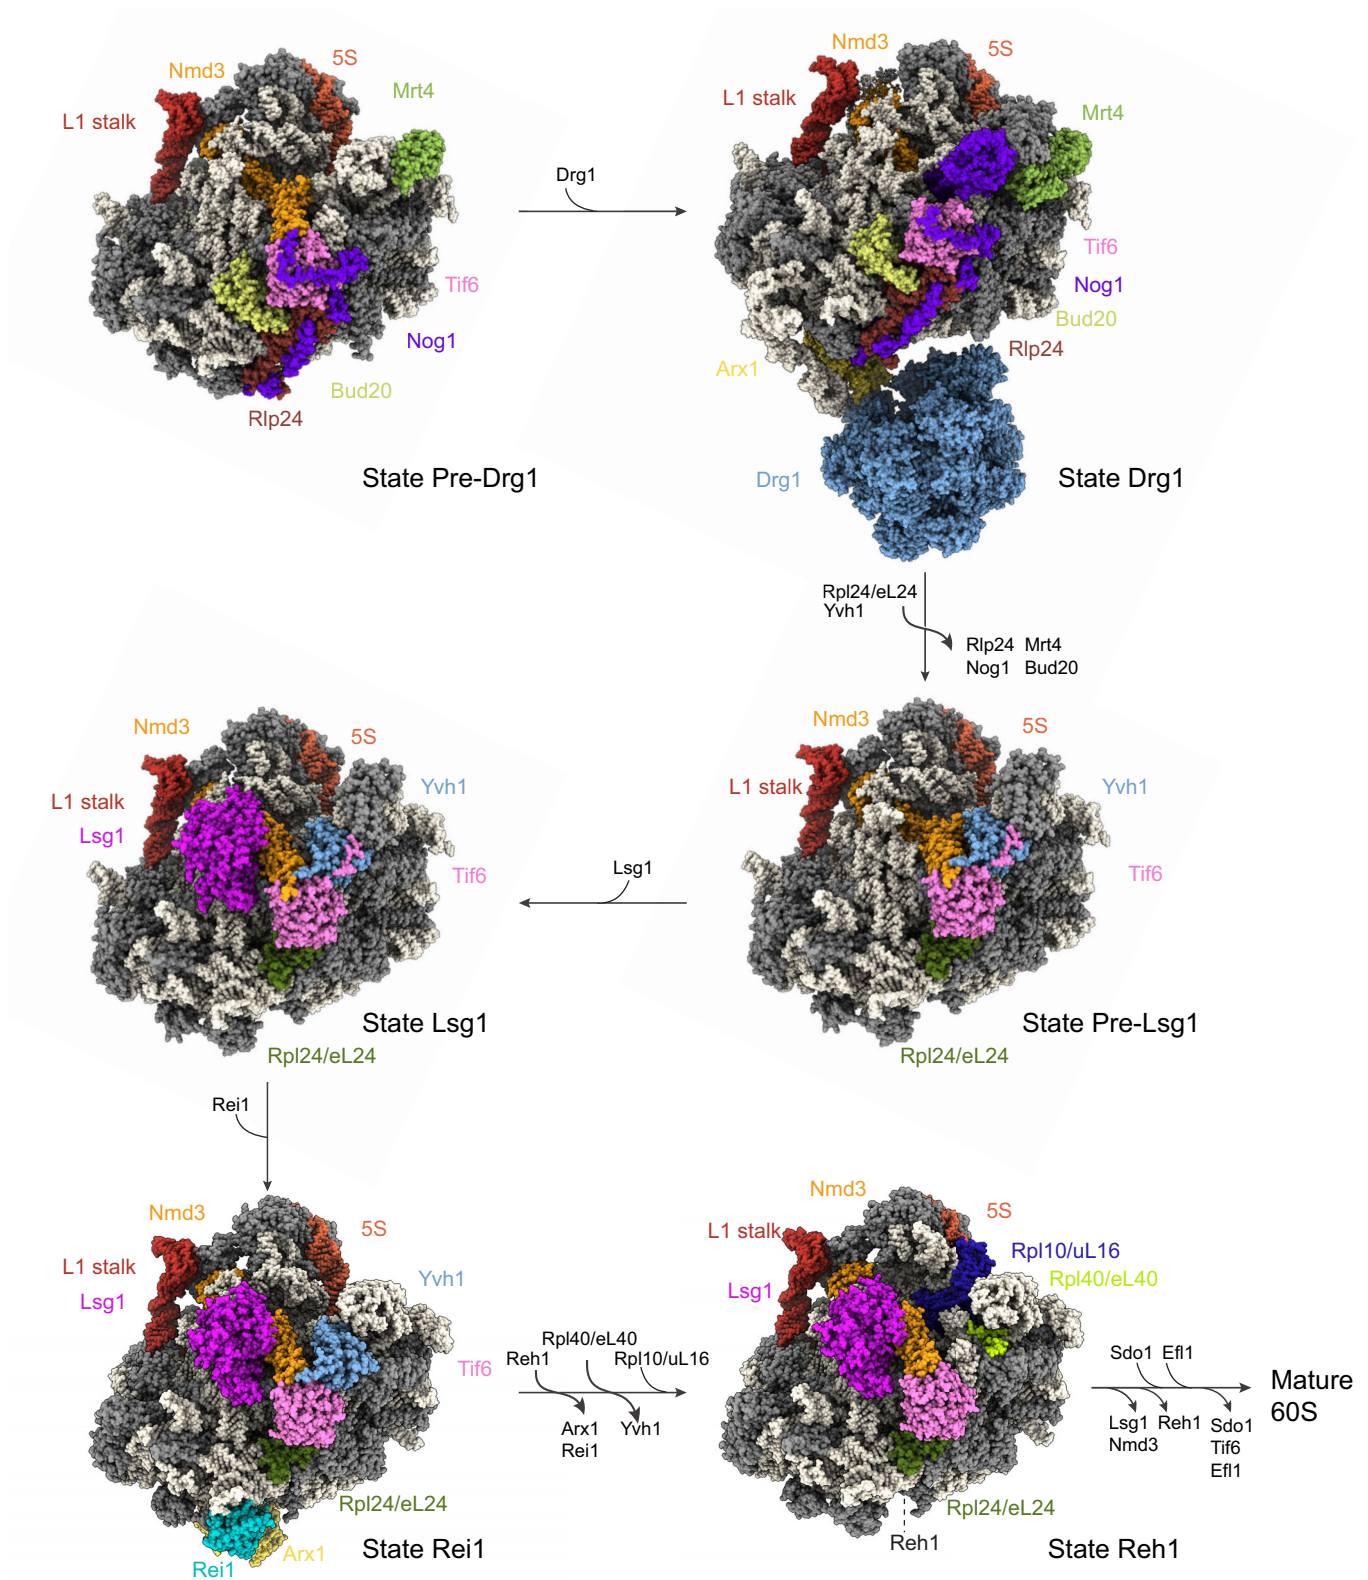 5S
Nmd3
Mrt4
L1 stalk
Tif6
Nog1
Bud20
Rlp24
State Pre-Drg1
Drg1
Nmd3
5S
L1 stalk
Mrt4
Tif6
Nog1
Bud20
Rlp24
Arx1
Drg1
State Drg1
Rpl24/eL24
Yvh1
Rlp24 Mrt4
Nog1 Bud20
Nmd3
5S
L1 stalk
Yvh1
Tif6
State Pre-Lsg1
Rpl24/eL24
Lsg1
Nmd3
5S
Yvh1
L1 stalk
Lsg1
Tif6
State Lsg1
Rpl24/eL24
Rei1
Nmd3
5S
L1 stalk
Yvh1
Lsg1
Tif6
Rpl24/eL24
Arx1
Rei1
State Rei1
Rpl40/eL40
Reh1
Rpl10/uL16
Arx1
Rei1
Yvh1
Nmd3
5S
L1 stalk
Rpl10/uL16
Rpl40/eL40
Lsg1
Rpl24/eL24
Reh1
State Reh1
Sdo1 Efl1
Lsg1
Nmd3
Reh1
Sdo1
Tif6
Efl1
Mature
60S